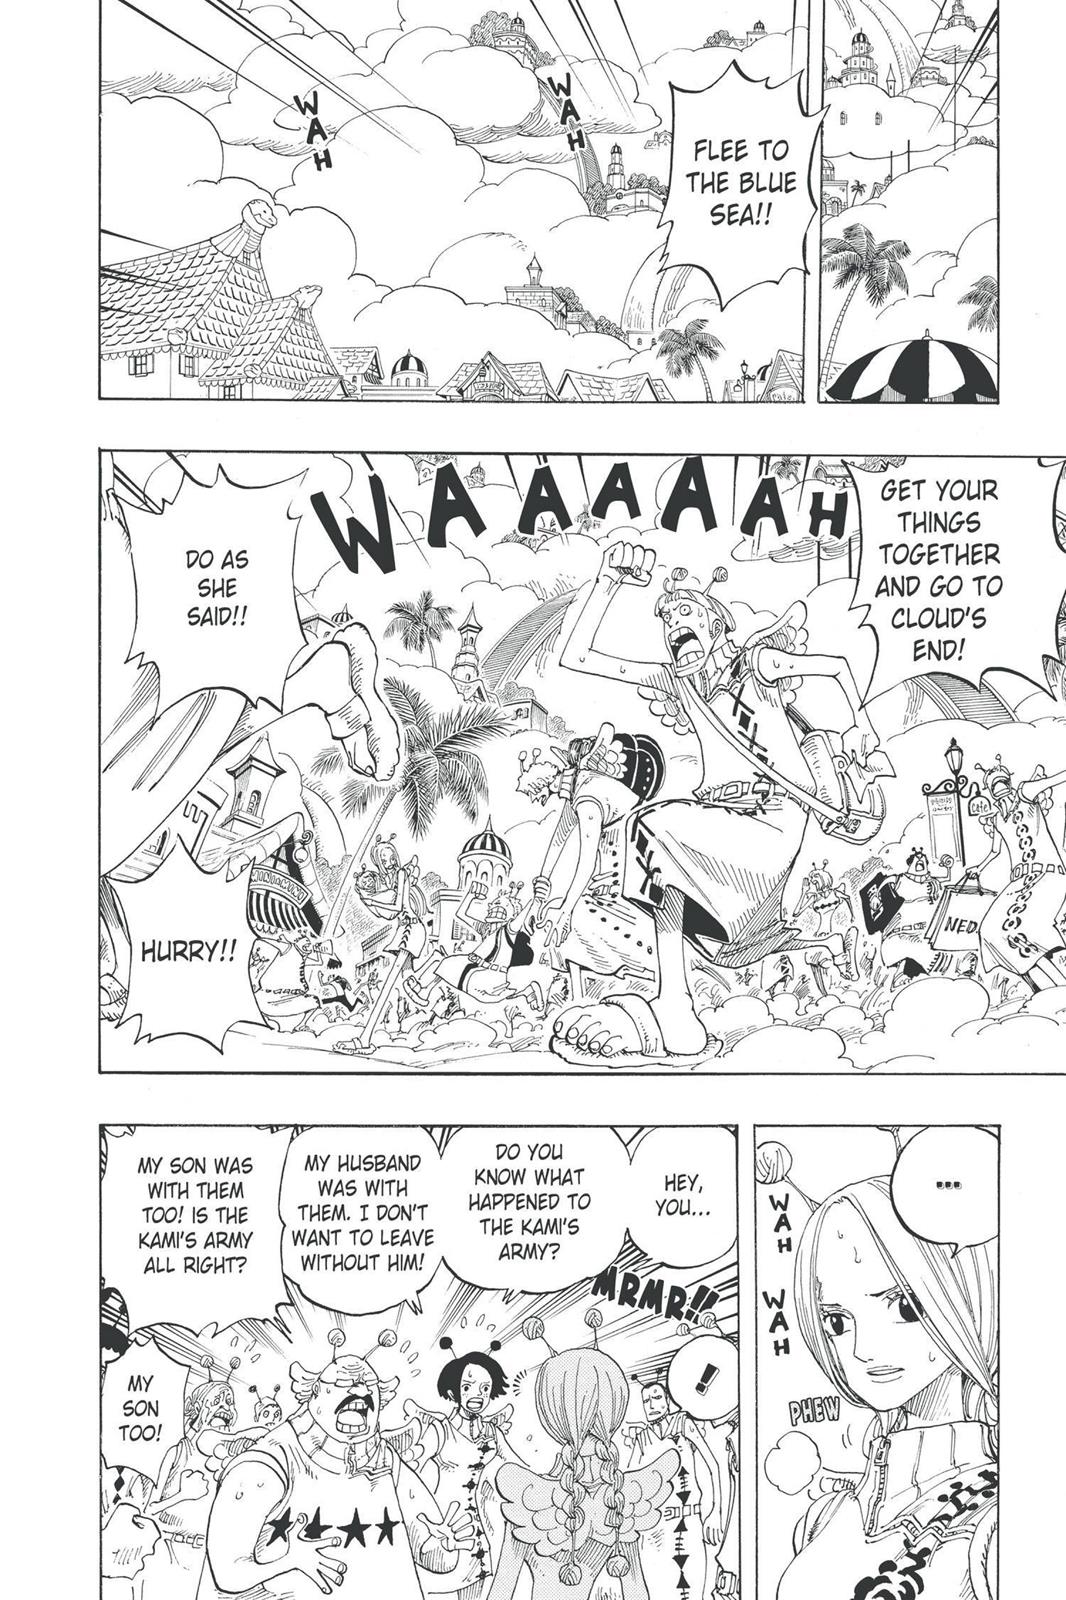 FLEE TO
THE BLUE
SEA!!
WAH
WAH
GET YOUR
THINGS
TOGETHER
AND GO TO
CLOUD'S
END!
WAAAAAAH
DO AS
SHE
SAID!!
HURRY!!
Cafe
NED.
...
WAH
WAH
PHEW
HEY,
YOU...
DO YOU
KNOW WHAT
HAPPENED TO
THE KAMI'S
ARMY?
MY HUSBAND
WAS WITH
THEM. I DON'T
WANT TO LEAVE
WITHOUT HIM!
MY SON WAS
WITH THEM
TOO! IS THE
KAMI'S ARMY
ALL RIGHT?
MRMR!!
!
MY
SON
TOO!